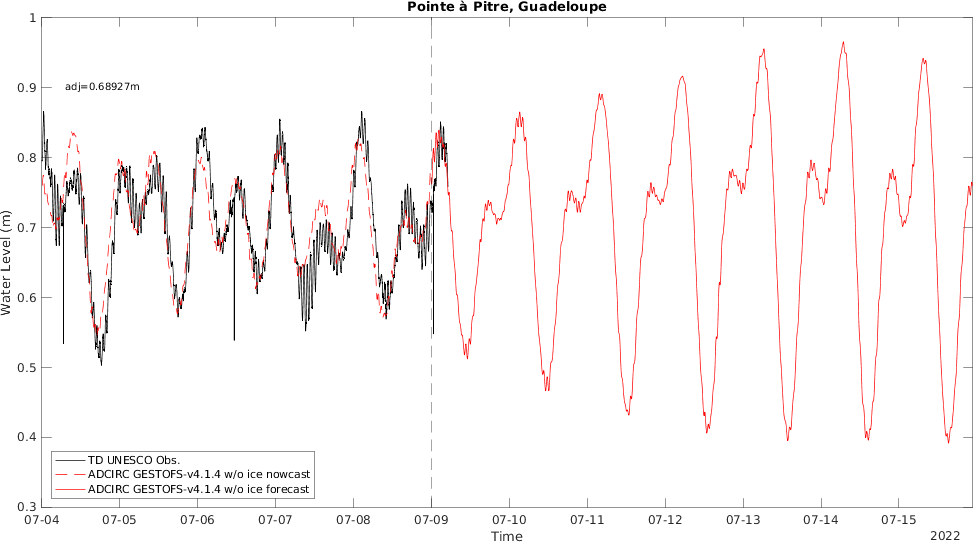 Pointe à Pitre, Guadeloupe
1
0.9
adj=0.68927m
0.8
0.7
Water Level (m)
0.6
0.5
0.4
TD UNESCO Obs.
ADCIRC GESTOFS-v4.1.4 w/o ice nowcast
ADCIRC GESTOFS-v4.1.4 w/o ice forecast
0.3
07-04 07-05 07-06 07-07 07-08 07-09 07-10 07-11 07-12 07-13 07-14 07-15
Time
2022